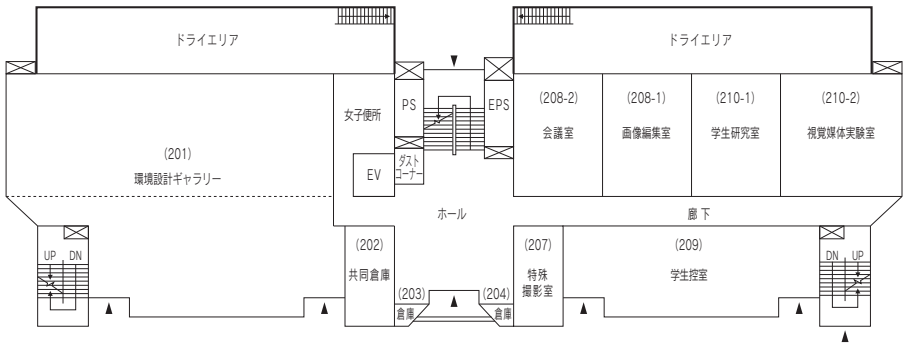 ドライエリア
ドライエリア
女子便所
PS
EPS
(208-2)
会議室
(208-1)
画像編集室
(210-1)
学生研究室
(210-2)
視覚媒体実験室
(201)
環境設計ギャラリー
EV
ダスト
コーナー
ホール
廊下
UP DN
(202)
共同倉庫
(203)
倉庫
(204)
倉庫
(207)
特殊
撮影室
(209)
学生控室
DN UP